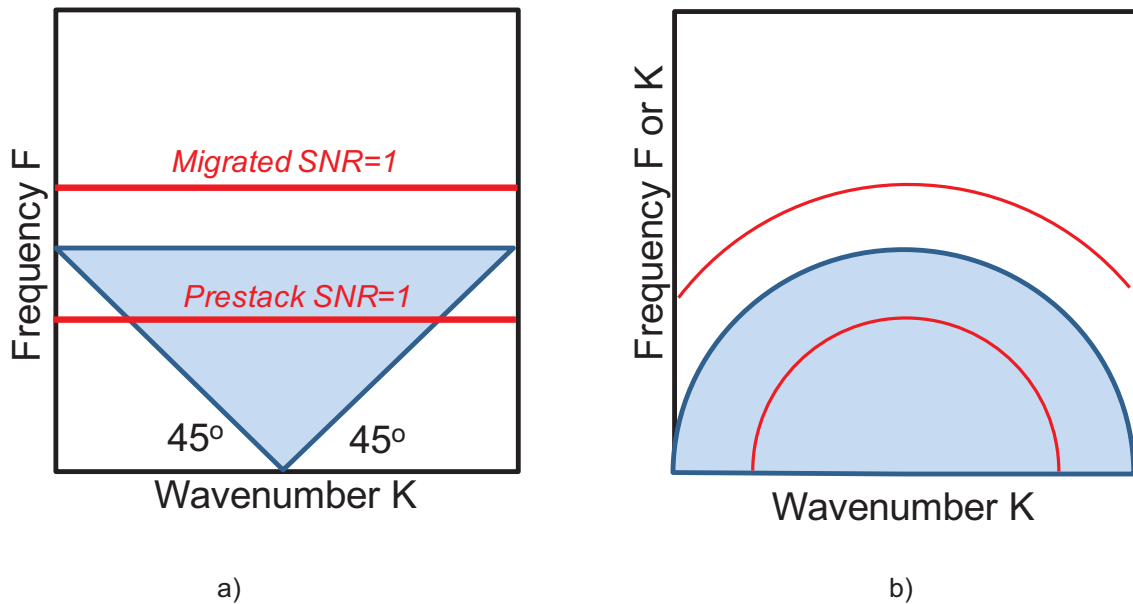 Frequency F
Migrated SNR=1
Prestack SNR=1
45º
45º
Wavenumber K
a)
Frequency F or K
Wavenumber K
b)